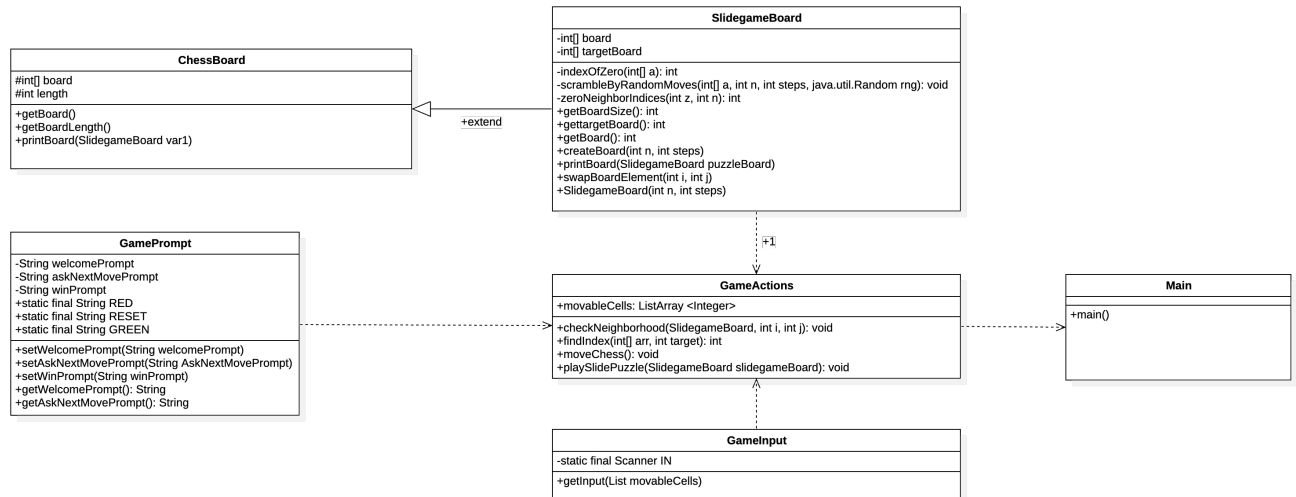 ChessBoard
#int[] board
#int length
+getBoard()
+getBoardLength()
+printBoard(SlidegameBoard var1)
+extend
SlidegameBoard
-int[] board
-int[] targetBoard
-indexOfZero(int[] a): int
-scrambleByRandomMoves(int[] a, int n, int steps, java.util.Random rng): void
-zeroNeighborIndices(int z, int n): int
+getBoardSize(): int
+gettargetBoard(): int
+getBoard(): int
+createBoard(int n, int steps)
+printBoard(SlidegameBoard puzzleBoard)
+swapBoardElement(int i, int j)
+SlidegameBoard(int n, int steps)
+1
GamePrompt
-String welcomePrompt
-String askNextMovePrompt
-String winPrompt
+static final String RED
+static final String RESET
+static final String GREEN
+setWelcomePrompt(String welcomePrompt)
+setAskNextMovePrompt(String AskNextMovePrompt)
+setWinPrompt(String winPrompt)
+getWelcomePrompt(): String
+getAskNextMovePrompt(): String
GameActions
+movableCells: ListArray <Integer>
+checkNeighborhood(SlidegameBoard, int i, int j): void
+findIndex(int[] arr, int target): int
+moveChess(): void
+playSlidePuzzle(SlidegameBoard slidegameBoard): void
Main
+main()
GameInput
-static final Scanner IN
+getInput(List movableCells)